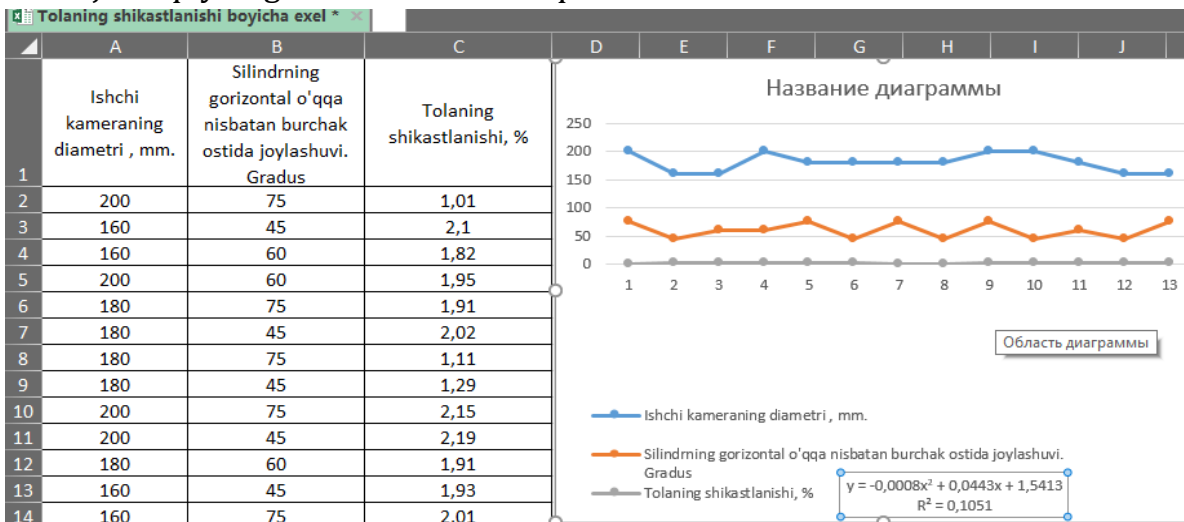 Tolaning shikastlanishi boyicha exel *
A B C D E F G H I J
1 Ishchi kameraning diametri , mm. Silindrning gorizontal o'qqa nisbatan burchak ostida joylashuvi. Gradus Tolaning shikastlanishi, %
2 200 75 1,01
3 160 45 2,1
4 160 60 1,82
5 200 60 1,95
6 180 75 1,91
7 180 45 2,02
8 180 75 1,11
9 180 45 1,29
10 200 75 2,15
11 200 45 2,19
12 180 60 1,91
13 160 45 1,93
14 160 75 2,01
Название диаграммы
250
200
150
100
50
0
1 2 3 4 5 6 7 8 9 10 11 12 13
Область диаграммы
Ishchi kameraning diametri , mm.
Silindrning gorizontal o'qqa nisbatan burchak ostida joylashuvi.
Gradus
Tolaning shikastlanishi, %
y = -0,0008x² + 0,0443x + 1,5413
R² = 0,1051